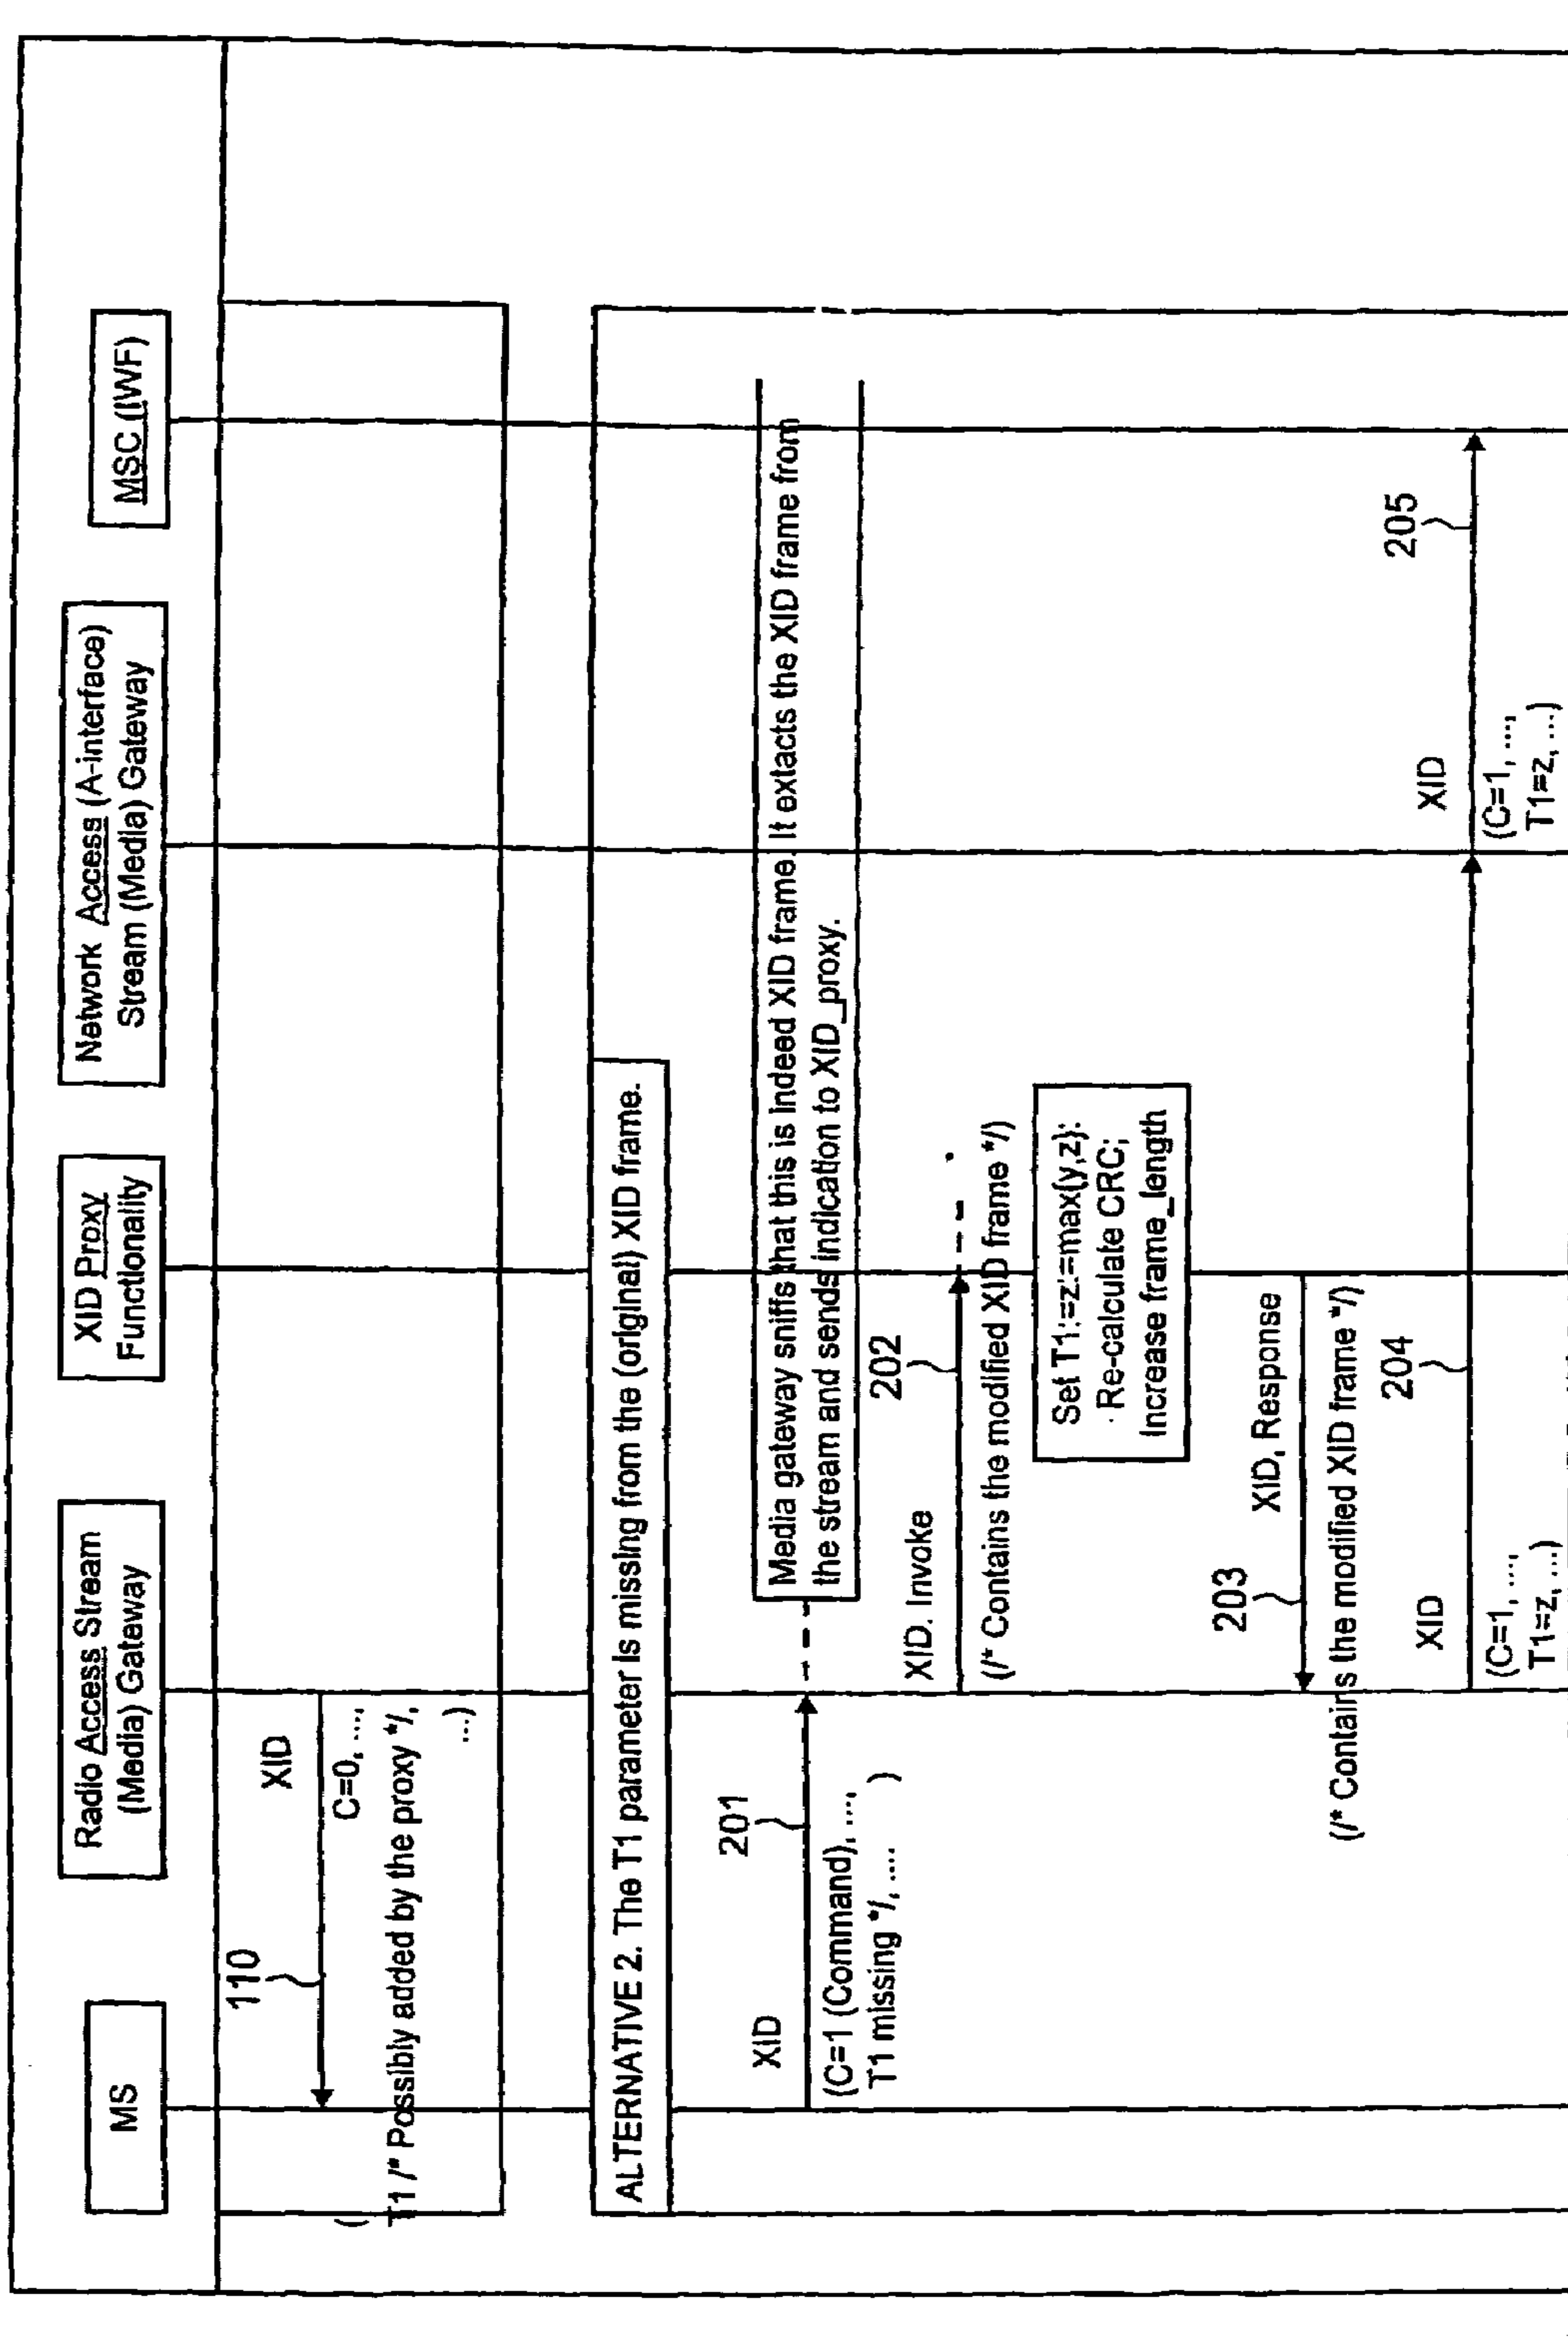 MS
Radio Access Stream
(Media) Gateway
XID Proxy
Functionality
Network Access (A-interface)
Stream (Media) Gateway
MSC (IWF)
110
XID
C=0, ....,
( T1 /* Possibly added by the proxy */,
...)
ALTERNATIVE 2. The T1 parameter is missing from the (original) XID frame.
201
XID
(C=1 (Command), ....,
T1 missing */, .... )
Media gateway sniffs that this is indeed XID frame. It extacts the XID frame from
the stream and sends indication to XID_proxy.
202
XID. Invoke
(/* Contains the modified XID frame */)
Set T1:=z:=max{y,z}:
Re-calculate CRC;
Increase frame_length
203
XID, Response
(/* Contains the modified XID frame */)
204
XID
(C=1, ....,
T1=z, ...)
205
XID
(C=1, ....,
T1=z, ...)